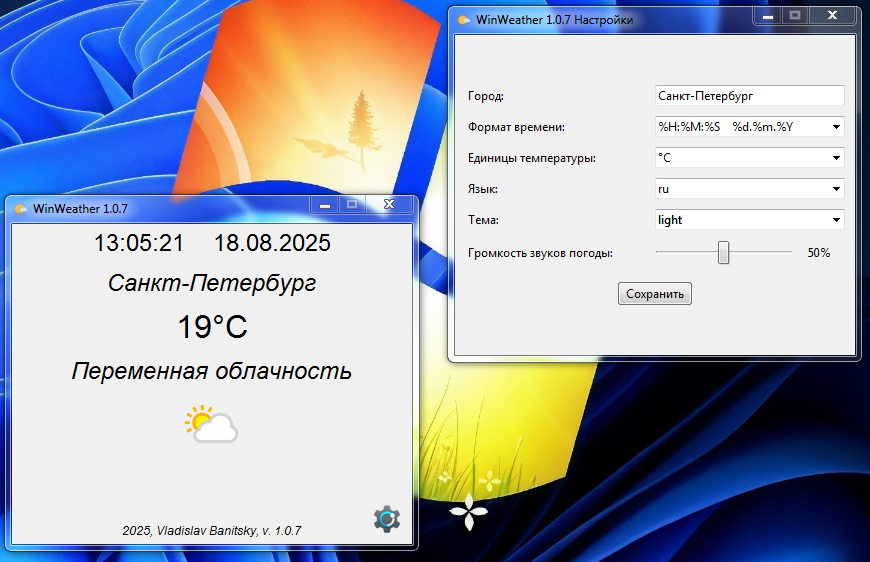 WinWeather 1.0.7 Настройки
Город:
Санкт-Петербург
Формат времени:
%H:%M:%S    %d.%m.%Y
Единицы температуры:
°C
Язык:
ru
Тема:
light
Громкость звуков погоды:
50%
Сохранить
WinWeather 1.0.7
13:05:21    18.08.2025
Санкт-Петербург
19°C
Переменная облачность
2025, Vladislav Banitsky, v. 1.0.7